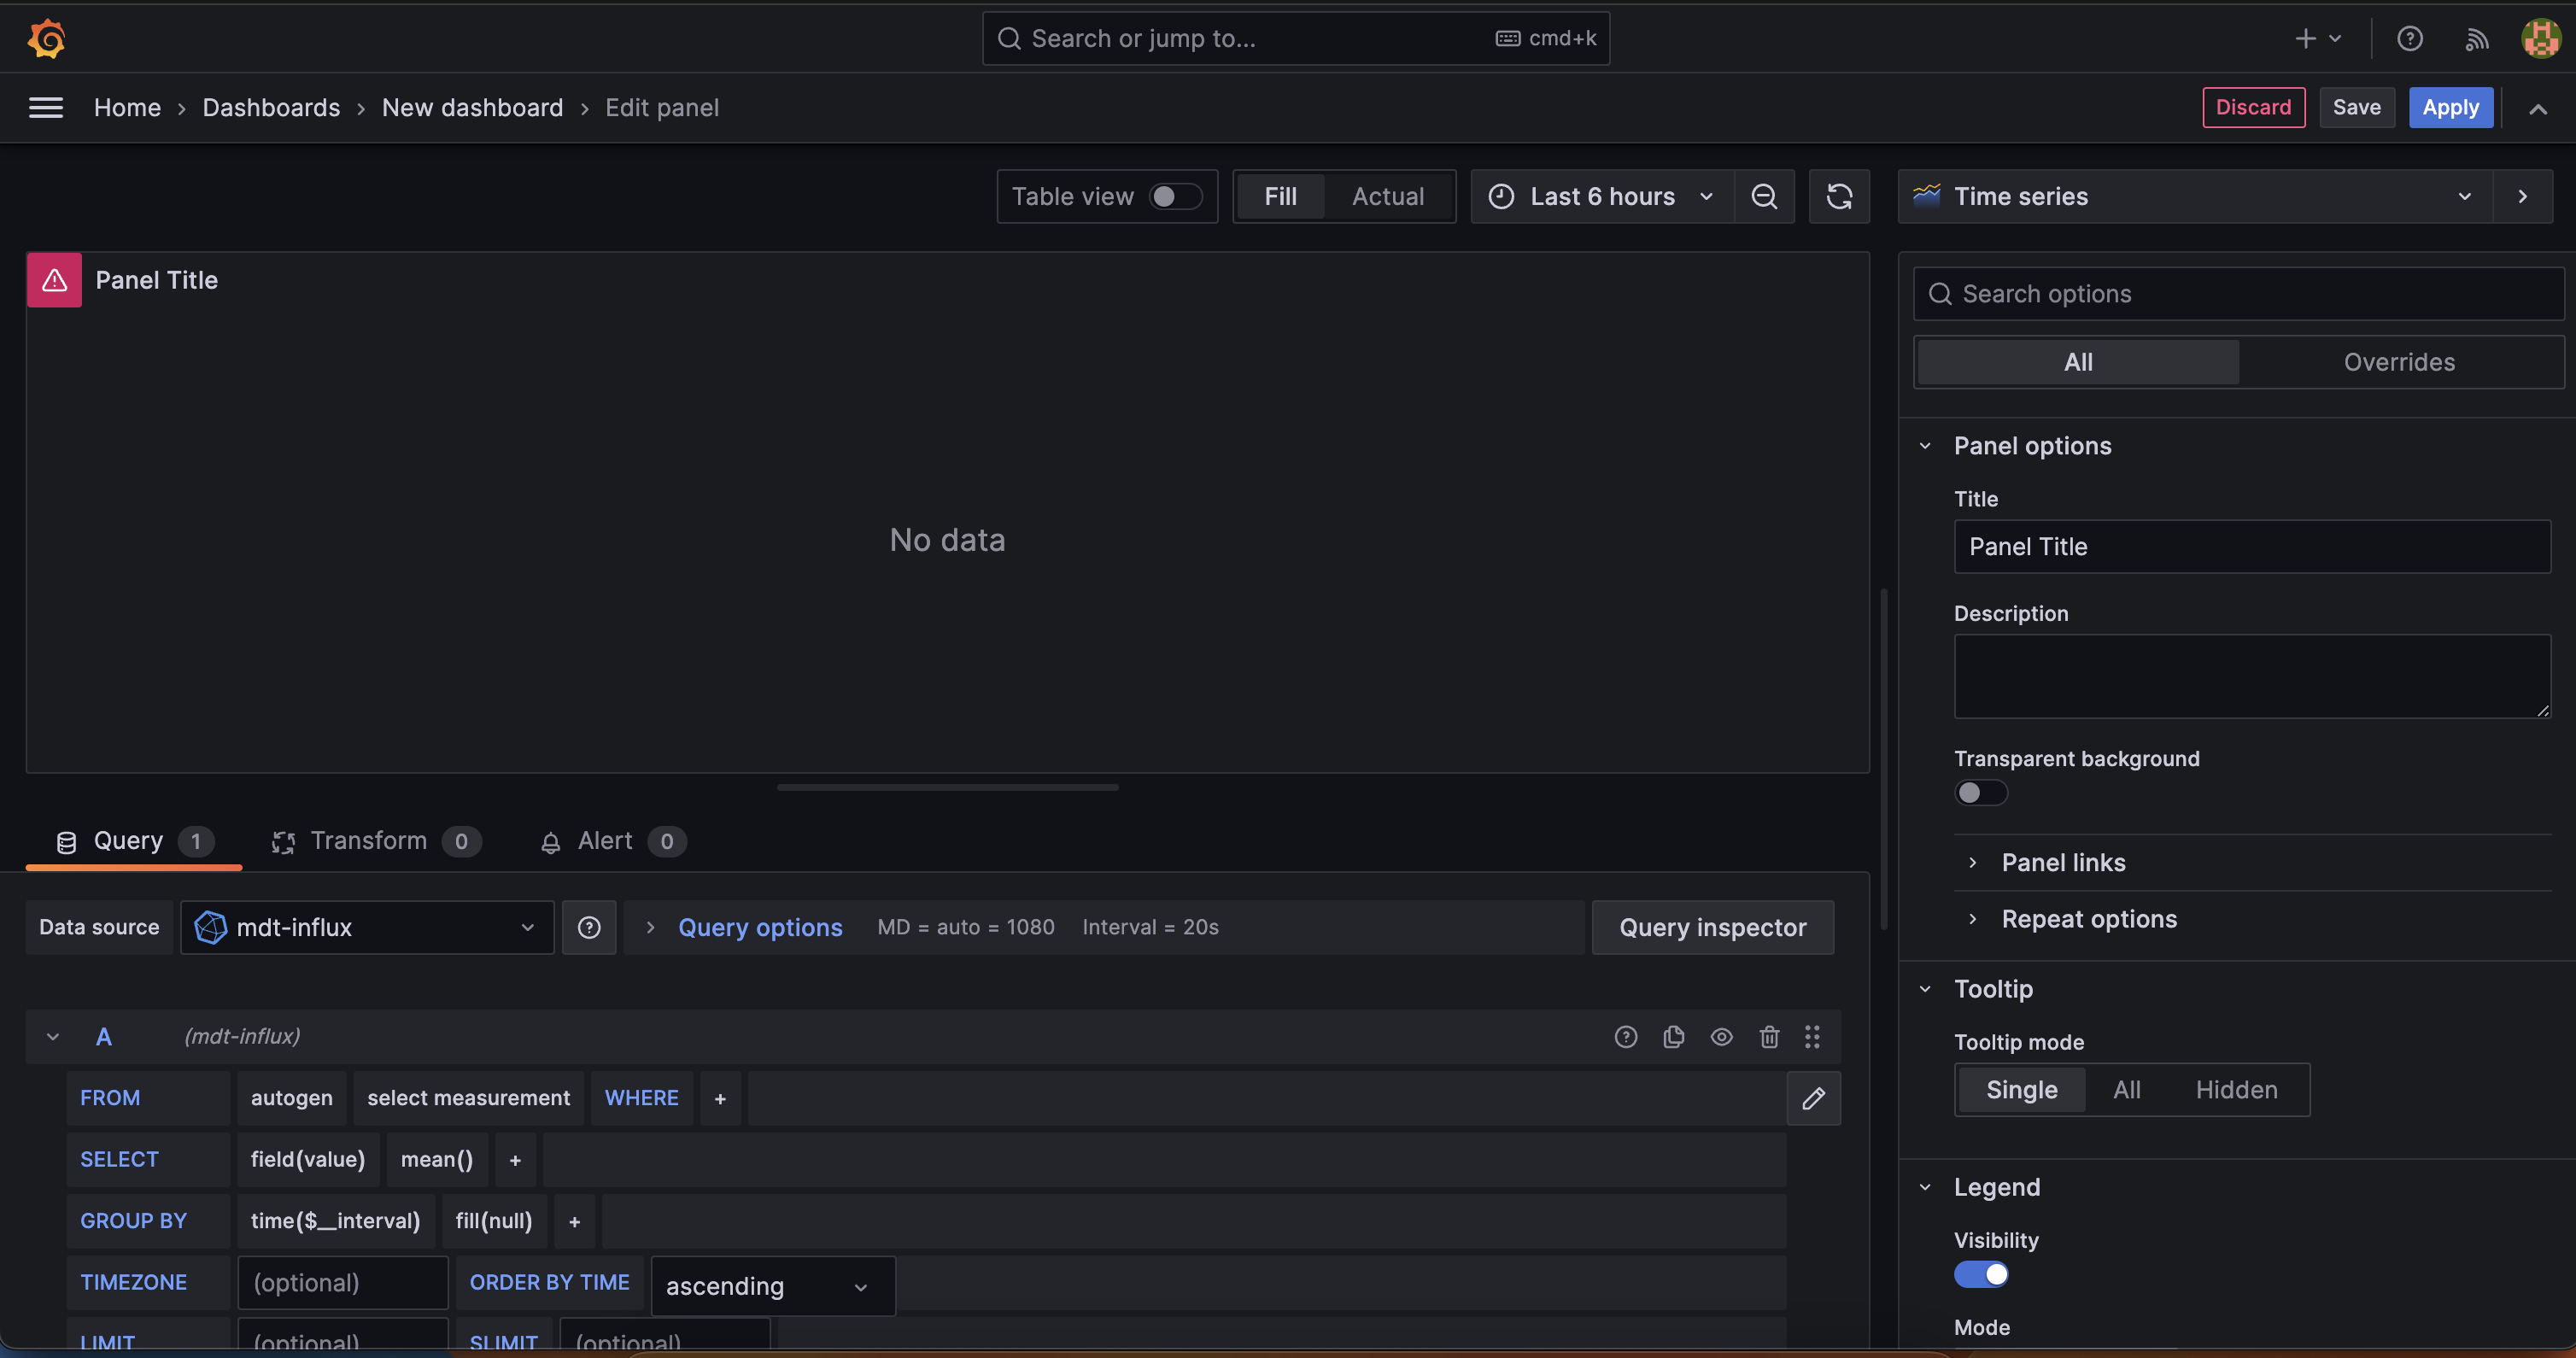 Search or jump to...
cmd+k
Home › Dashboards › New dashboard › Edit panel
Discard
Save
Apply
Table view
Fill
Actual
Last 6 hours
Time series
Panel Title
No data
Search options
All
Overrides
Panel options
Title
Panel Title
Description
Transparent background
Panel links
Repeat options
Tooltip
Tooltip mode
Single
All
Hidden
Legend
Visibility
Mode
Query 1
Transform 0
Alert 0
Data source
mdt-influx
Query options
MD = auto = 1080
Interval = 20s
Query inspector
A
(mdt-influx)
FROM autogen select measurement WHERE +
SELECT field(value) mean() +
GROUP BY time($__interval) fill(null) +
TIMEZONE (optional) ORDER BY TIME ascending
LIMIT (optional) SLIMIT (optional)